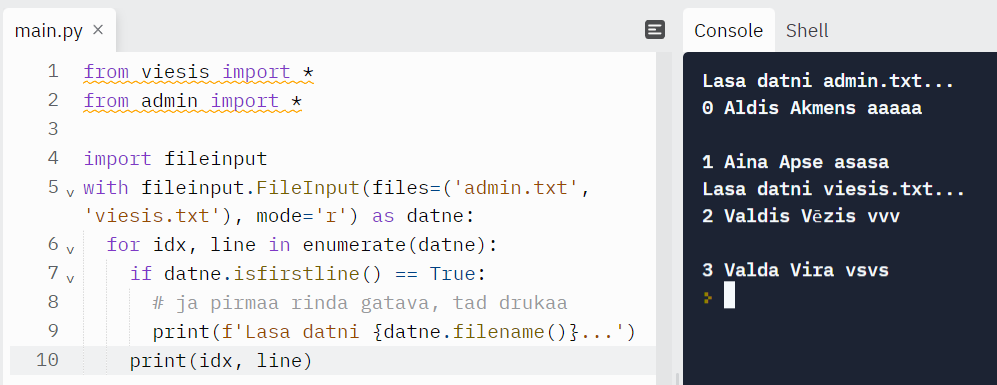 main.py ×
1 from viesis import *
2 from admin import *
3
4 import fileinput
5 with fileinput.FileInput(files=('admin.txt',
'viesis.txt'), mode='r') as datne:
6 for idx, line in enumerate(datne):
7 if datne.isfirstline() == True:
8 # ja pirmaa rinda gatava, tad drukaa
9 print(f'Lasa datni {datne.filename()}...')
10 print(idx, line)
Console Shell
Lasa datni admin.txt...
0 Aldis Akmens aaaaa

1 Aina Apse asasa
Lasa datni viesis.txt...
2 Valdis Vēzis vvv

3 Valda Vira vsvs